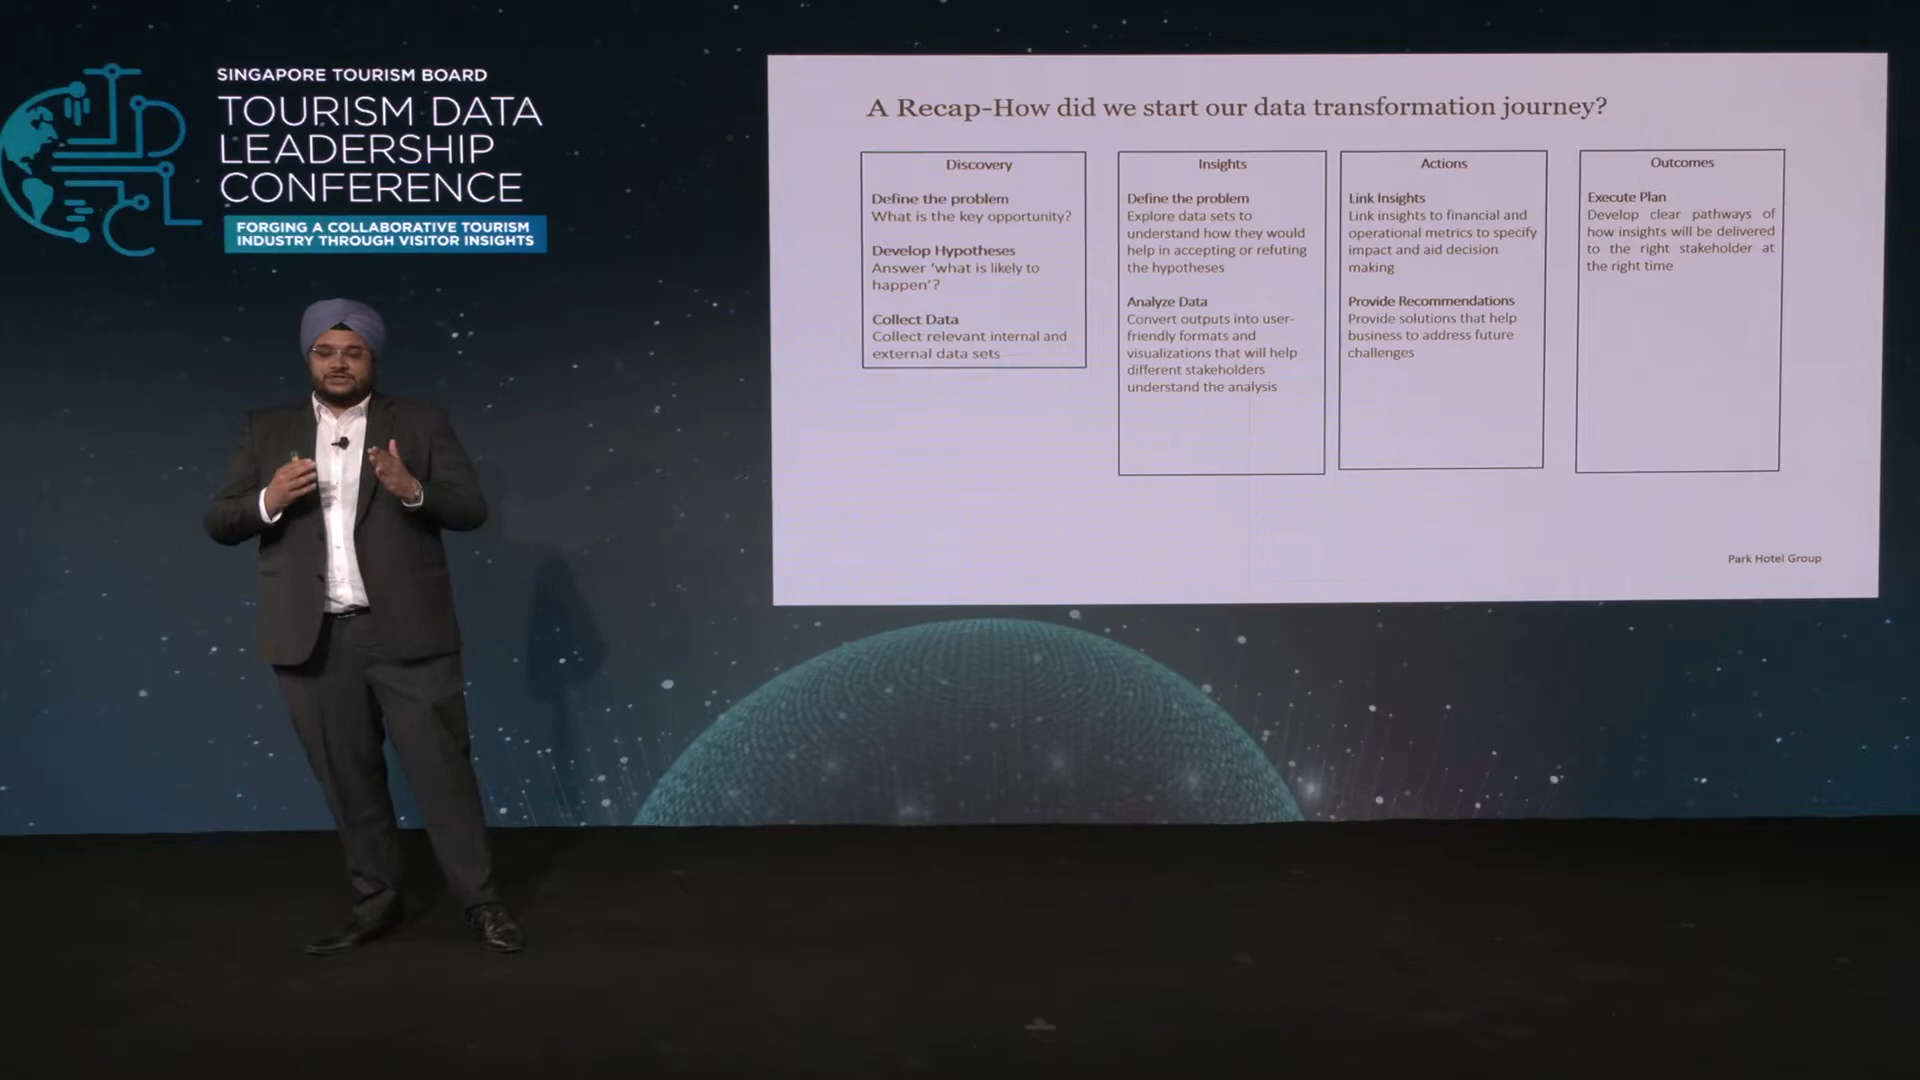 SINGAPORE TOURISM BOARD
TOURISM DATA
LEADERSHIP
CONFERENCE
FORGING A COLLABORATIVE TOURISM
INDUSTRY THROUGH VISITOR INSIGHTS
A Recap-How did we start our data transformation journey?
Discovery
Define the problem
What is the key opportunity?
Develop Hypotheses
Answer ‘what is likely to
happen’?
Collect Data
Collect relevant internal and
external data sets
Insights
Define the problem
Explore data sets to
understand how they would
help in accepting or refuting
the hypotheses
Analyze Data
Convert outputs into user-
friendly formats and
visualizations that will help
different stakeholders
understand the analysis
Actions
Link Insights
Link insights to financial and
operational metrics to specify
impact and aid decision
making
Provide Recommendations
Provide solutions that help
business to address future
challenges
Outcomes
Execute Plan
Develop clear pathways of
how insights will be delivered
to the right stakeholder at
the right time
Park Hotel Group